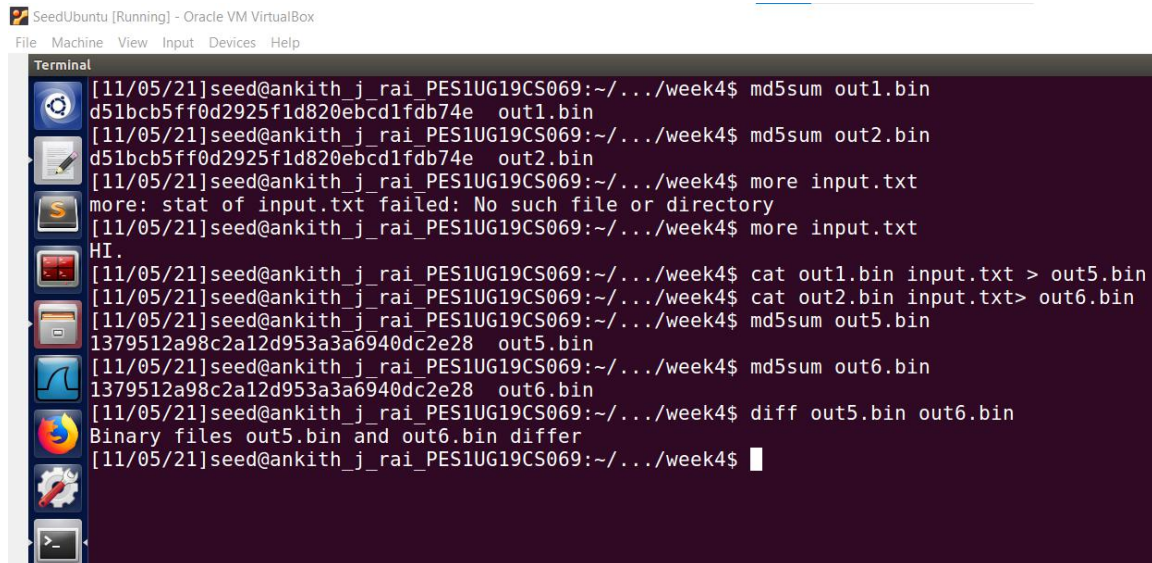 SeedUbuntu [Running] - Oracle VM VirtualBox
File Machine View Input Devices Help
Terminal
[11/05/21]seed@ankith_j_rai_PES1UG19CS069:~/.../week4$ md5sum out1.bin
d51bcb5ff0d2925f1d820ebcd1fdb74e  out1.bin
[11/05/21]seed@ankith_j_rai_PES1UG19CS069:~/.../week4$ md5sum out2.bin
d51bcb5ff0d2925f1d820ebcd1fdb74e  out2.bin
[11/05/21]seed@ankith_j_rai_PES1UG19CS069:~/.../week4$ more input.txt
more: stat of input.txt failed: No such file or directory
[11/05/21]seed@ankith_j_rai_PES1UG19CS069:~/.../week4$ more input.txt
HI.
[11/05/21]seed@ankith_j_rai_PES1UG19CS069:~/.../week4$ cat out1.bin input.txt > out5.bin
[11/05/21]seed@ankith_j_rai_PES1UG19CS069:~/.../week4$ cat out2.bin input.txt> out6.bin
[11/05/21]seed@ankith_j_rai_PES1UG19CS069:~/.../week4$ md5sum out5.bin
1379512a98c2a12d953a3a6940dc2e28  out5.bin
[11/05/21]seed@ankith_j_rai_PES1UG19CS069:~/.../week4$ md5sum out6.bin
1379512a98c2a12d953a3a6940dc2e28  out6.bin
[11/05/21]seed@ankith_j_rai_PES1UG19CS069:~/.../week4$ diff out5.bin out6.bin
Binary files out5.bin and out6.bin differ
[11/05/21]seed@ankith_j_rai_PES1UG19CS069:~/.../week4$